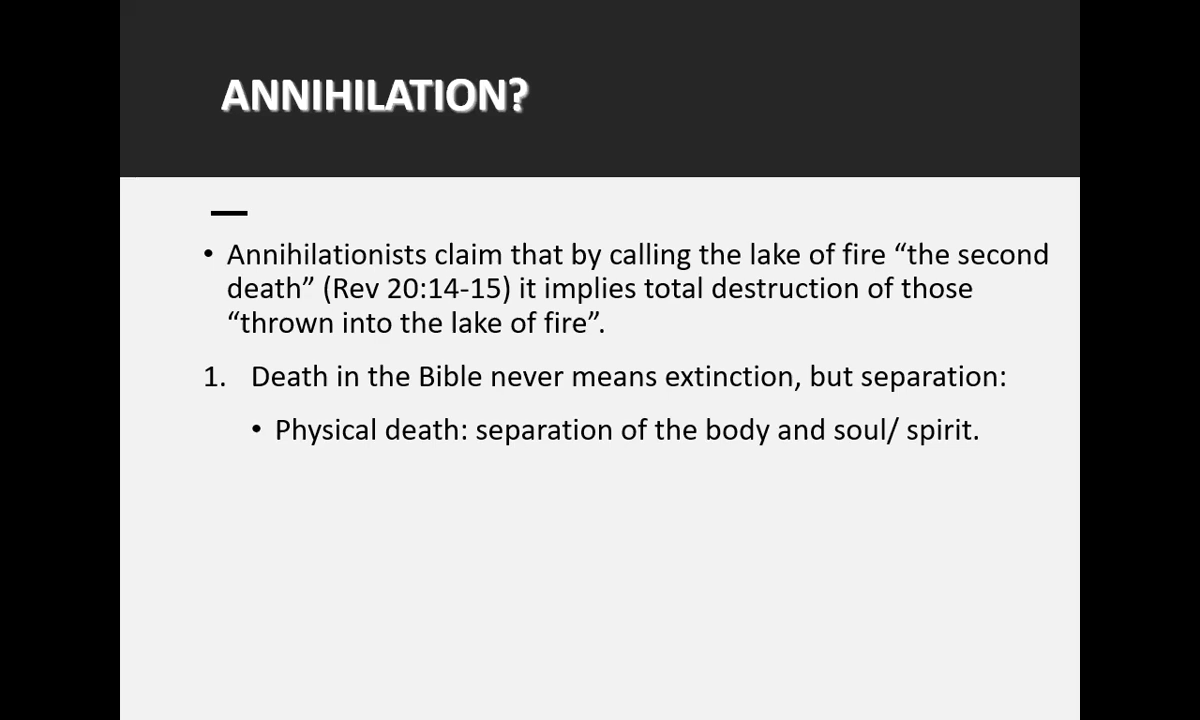 ANNIHILATION?
• Annihilationists claim that by calling the lake of fire “the second
death” (Rev 20:14-15) it implies total destruction of those
“thrown into the lake of fire”.
1. Death in the Bible never means extinction, but separation:
• Physical death: separation of the body and soul/ spirit.